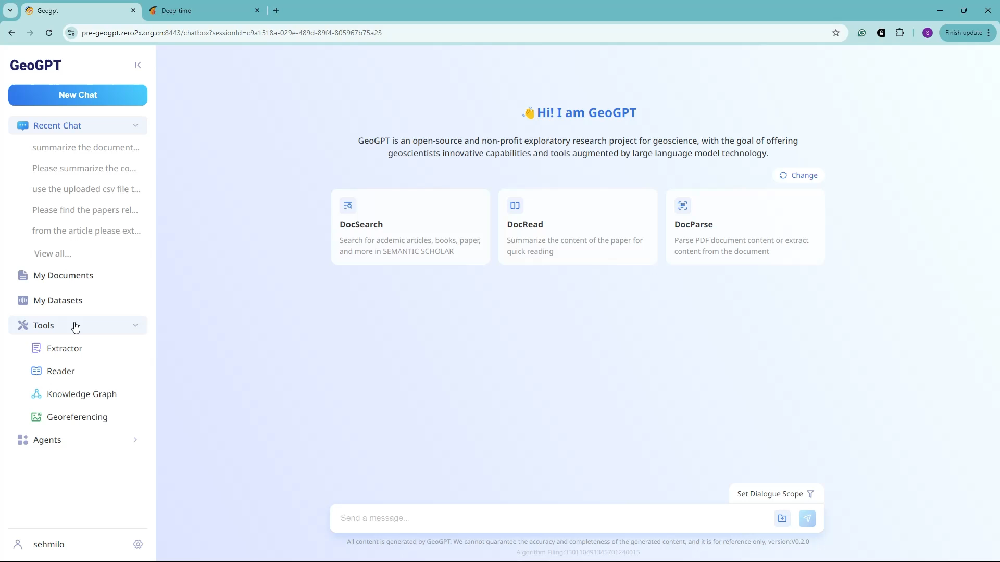 Geogpt
Deep-time
pre-geogpt.zero2x.org.cn:8443/chatbox?sessionId=c9a1518a-029e-489d-89f4-805967b75a23
S
Finish update
GeoGPT
New Chat
Recent Chat
summarize the document...
Please summarize the co...
use the uploaded csv file t...
Please find the papers rel...
from the article please ext...
View all...
My Documents
My Datasets
Tools
Extractor
Reader
Knowledge Graph
Georeferencing
Agents
sehmilo
Hi! I am GeoGPT
GeoGPT is an open-source and non-profit exploratory research project for geoscience, with the goal of offering
geoscientists innovative capabilities and tools augmented by large language model technology.
Change
DocSearch
Search for acdemic articles, books, paper,
and more in SEMANTIC SCHOLAR
DocRead
Summarize the content of the paper for
quick reading
DocParse
Parse PDF document content or extract
content from the document
Set Dialogue Scope
Send a message...
All content is generated by GeoGPT. We cannot guarantee the accuracy and completeness of the generated content, and it is for reference only, version:V0.2.0
Algorithm Filing:330110491345701240015